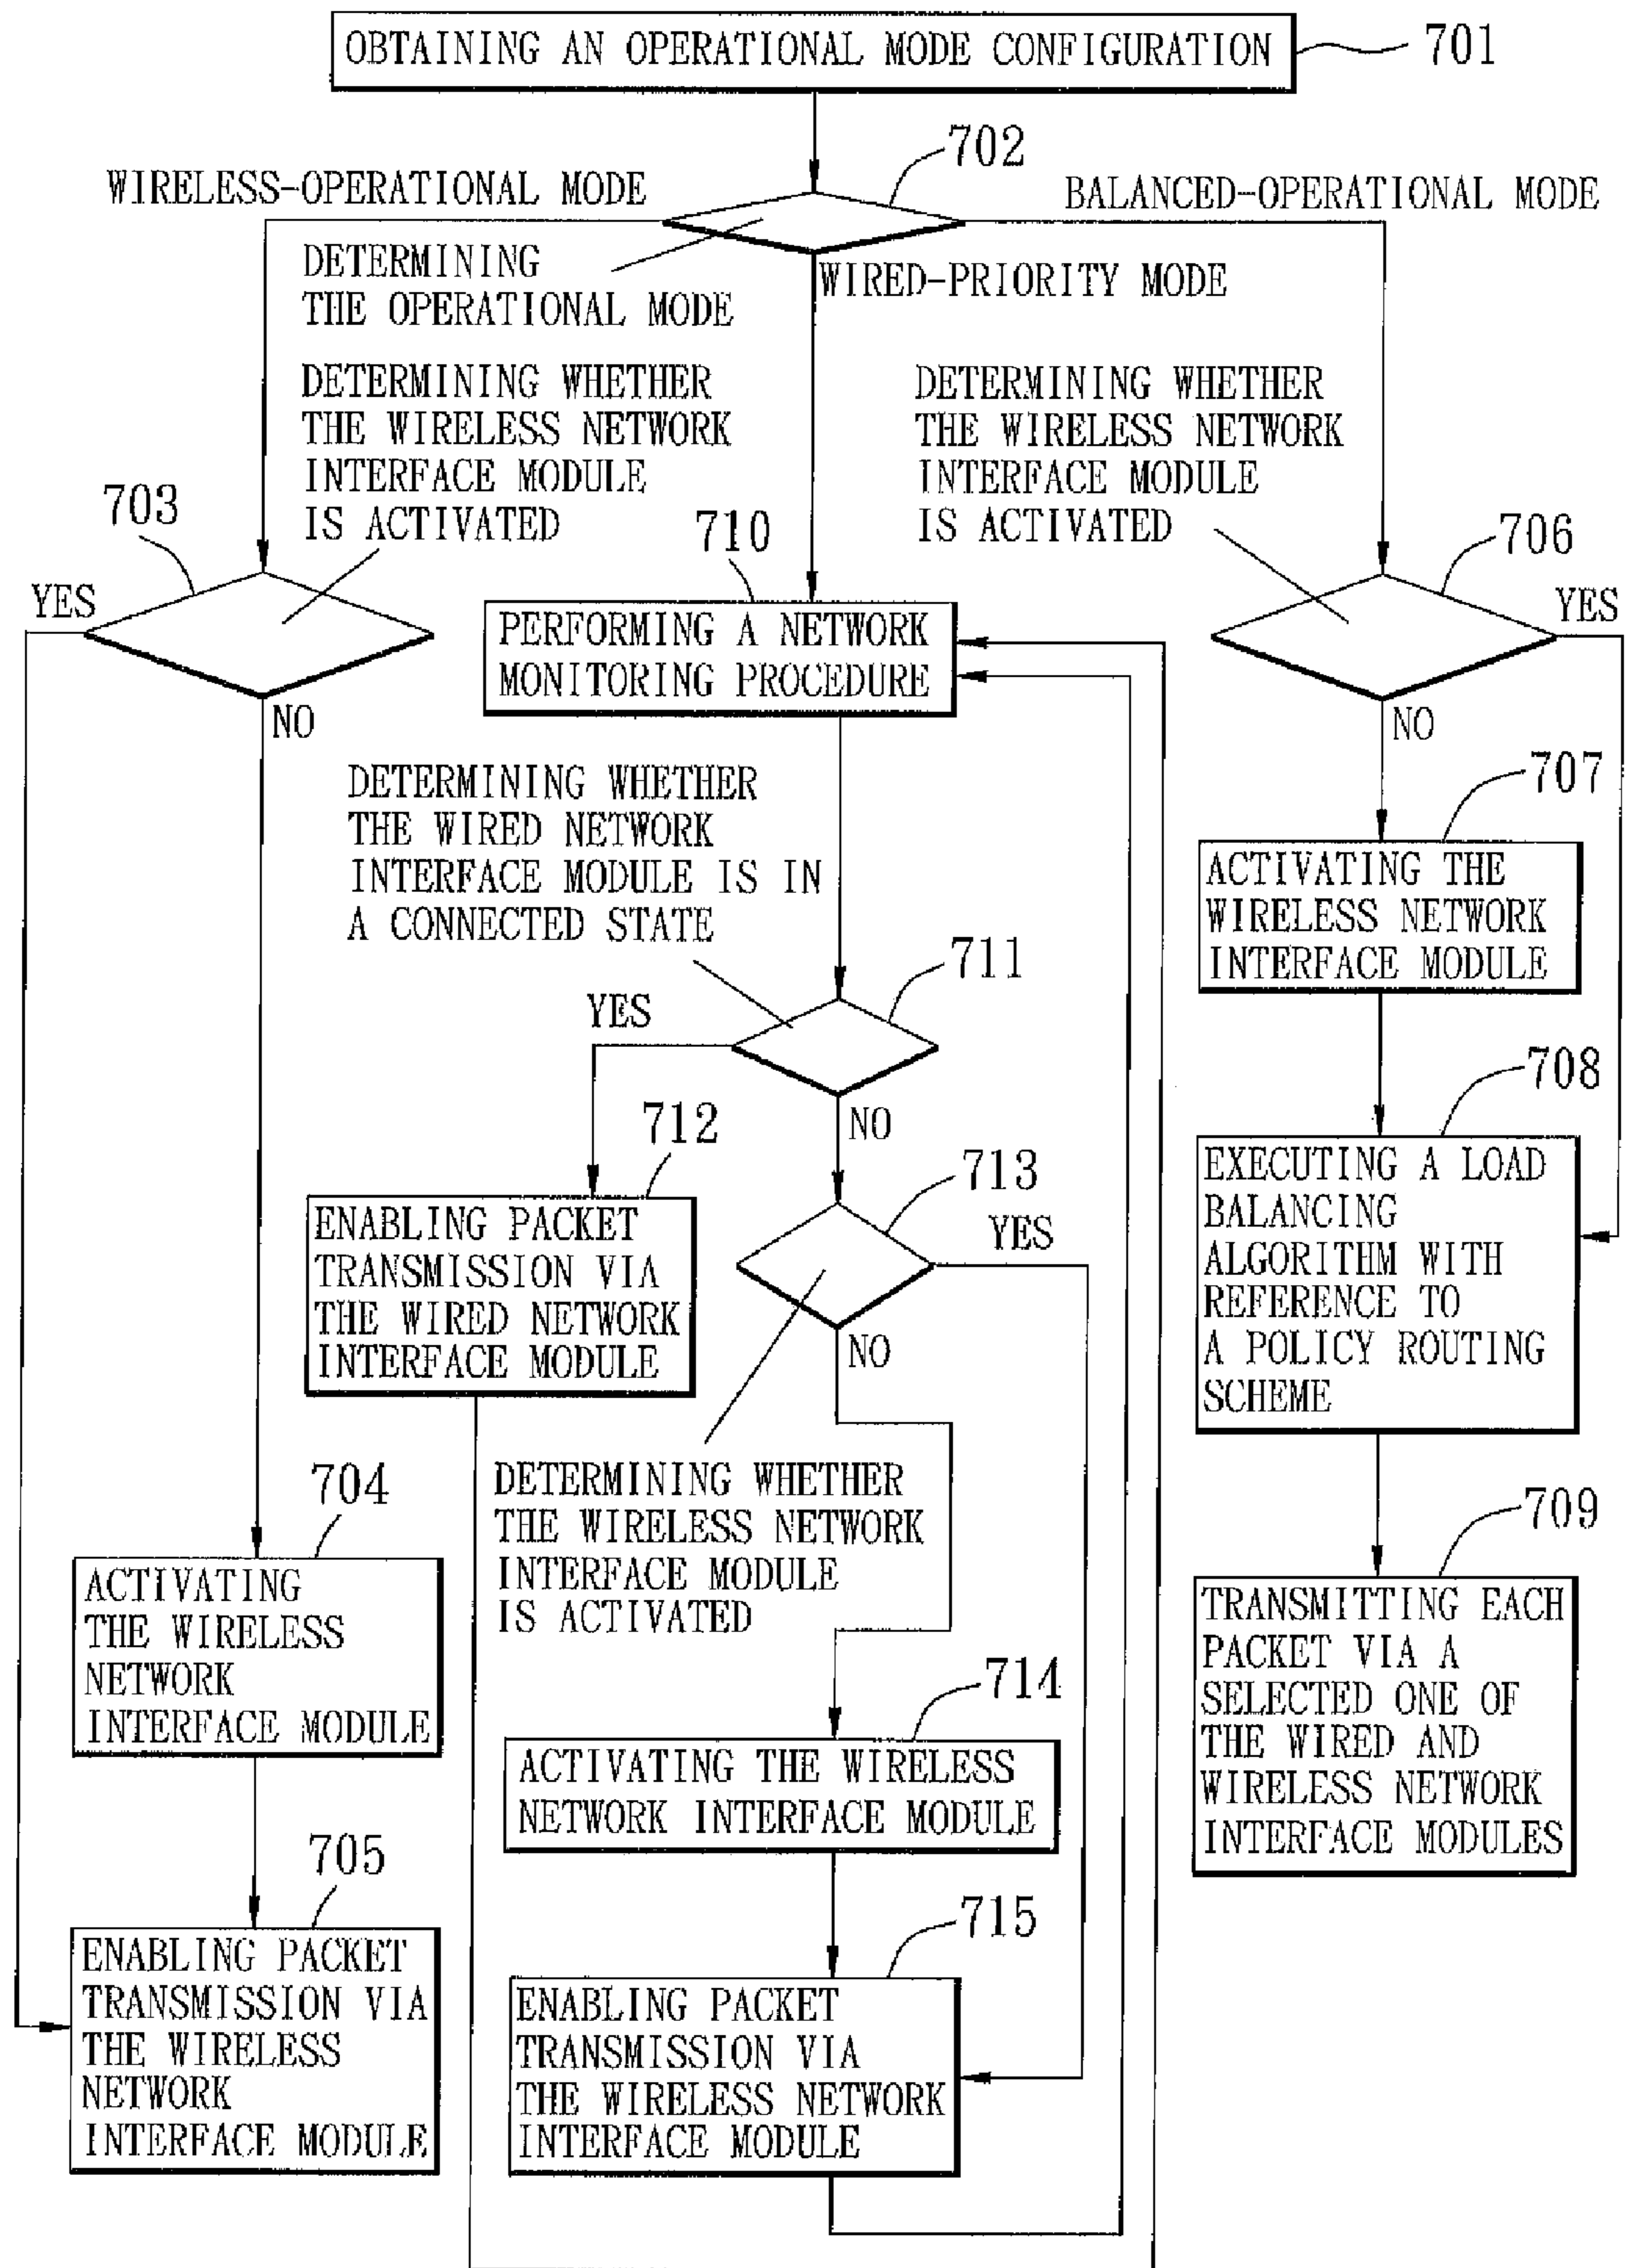 OBTAINING AN OPERATIONAL MODE CONFIGURATION
701
702
WIRELESS-OPERATIONAL MODE
BALANCED-OPERATIONAL MODE
DETERMINING
THE OPERATIONAL MODE
WIRED-PRIORITY MODE
DETERMINING WHETHER
THE WIRELESS NETWORK
INTERFACE MODULE
IS ACTIVATED
DETERMINING WHETHER
THE WIRELESS NETWORK
INTERFACE MODULE
IS ACTIVATED
703
710
706
YES
YES
PERFORMING A NETWORK
MONITORING PROCEDURE
NO
NO
DETERMINING WHETHER
THE WIRED NETWORK
INTERFACE MODULE IS IN
A CONNECTED STATE
707
ACTIVATING THE
WIRELESS NETWORK
INTERFACE MODULE
711
YES
NO
708
712
713
YES
EXECUTING A LOAD
BALANCING
ALGORITHM WITH
REFERENCE TO
A POLICY ROUTING
SCHEME
ENABLING PACKET
TRANSMISSION VIA
THE WIRED NETWORK
INTERFACE MODULE
NO
704
DETERMINING WHETHER
THE WIRELESS NETWORK
INTERFACE MODULE
IS ACTIVATED
709
ACTIVATING
THE WIRELESS
NETWORK
INTERFACE MODULE
TRANSMITTING EACH
PACKET VIA A
SELECTED ONE OF
THE WIRED AND
WIRELESS NETWORK
INTERFACE MODULES
714
ACTIVATING THE WIRELESS
NETWORK INTERFACE MODULE
705
715
ENABLING PACKET
TRANSMISSION VIA
THE WIRELESS
NETWORK
INTERFACE MODULE
ENABLING PACKET
TRANSMISSION VIA
THE WIRELESS NETWORK
INTERFACE MODULE